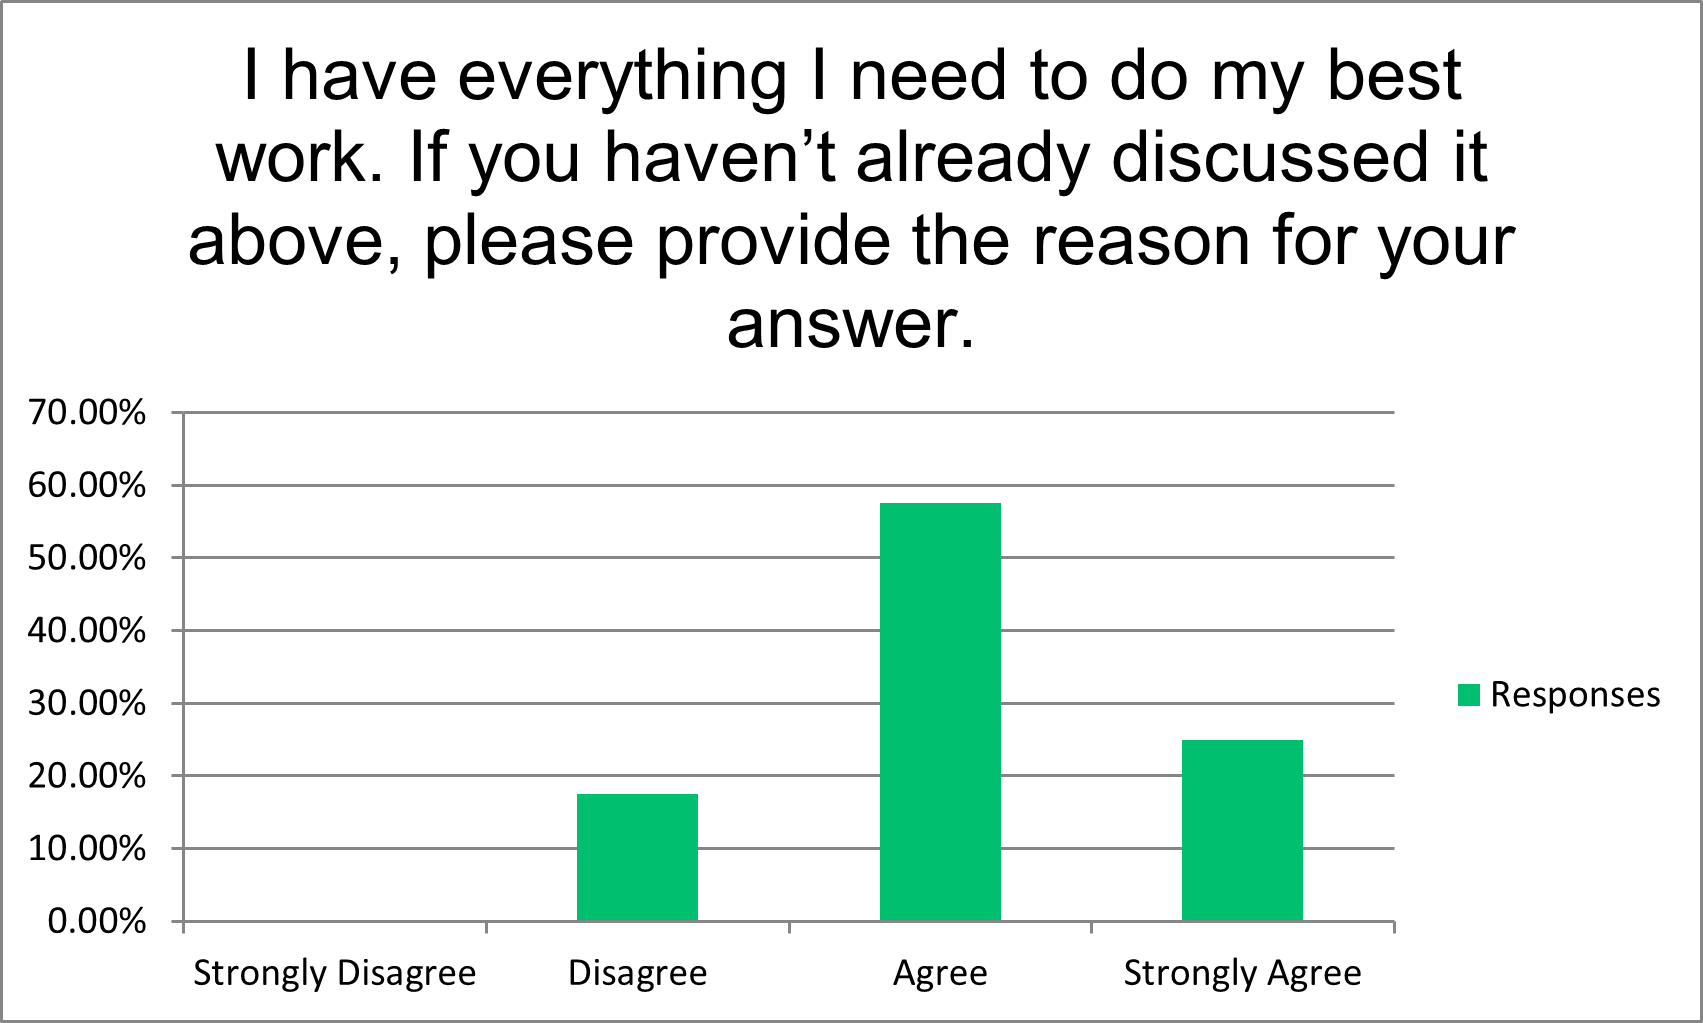 I have everything I need to do my best
work. If you haven’t already discussed it
above, please provide the reason for your
answer.
70.00%
60.00%
50.00%
40.00%
30.00%
20.00%
10.00%
0.00%
Strongly Disagree
Disagree
Agree
Strongly Agree
Responses